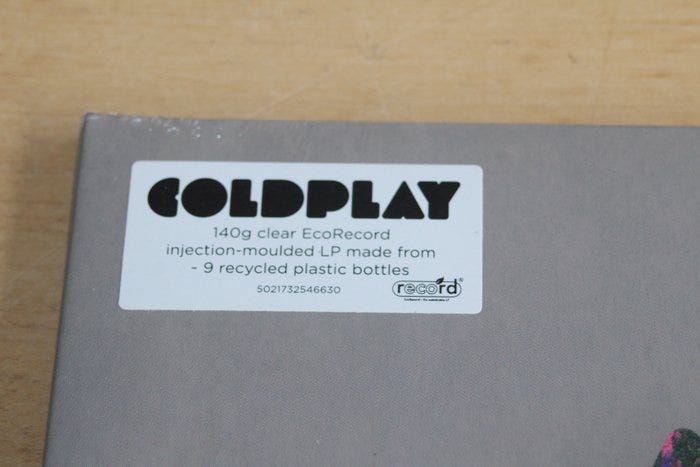 COLDPLAY
140g clear EcoRecord
injection-moulded LP made from
~ 9 recycled plastic bottles
5021732546630
record®